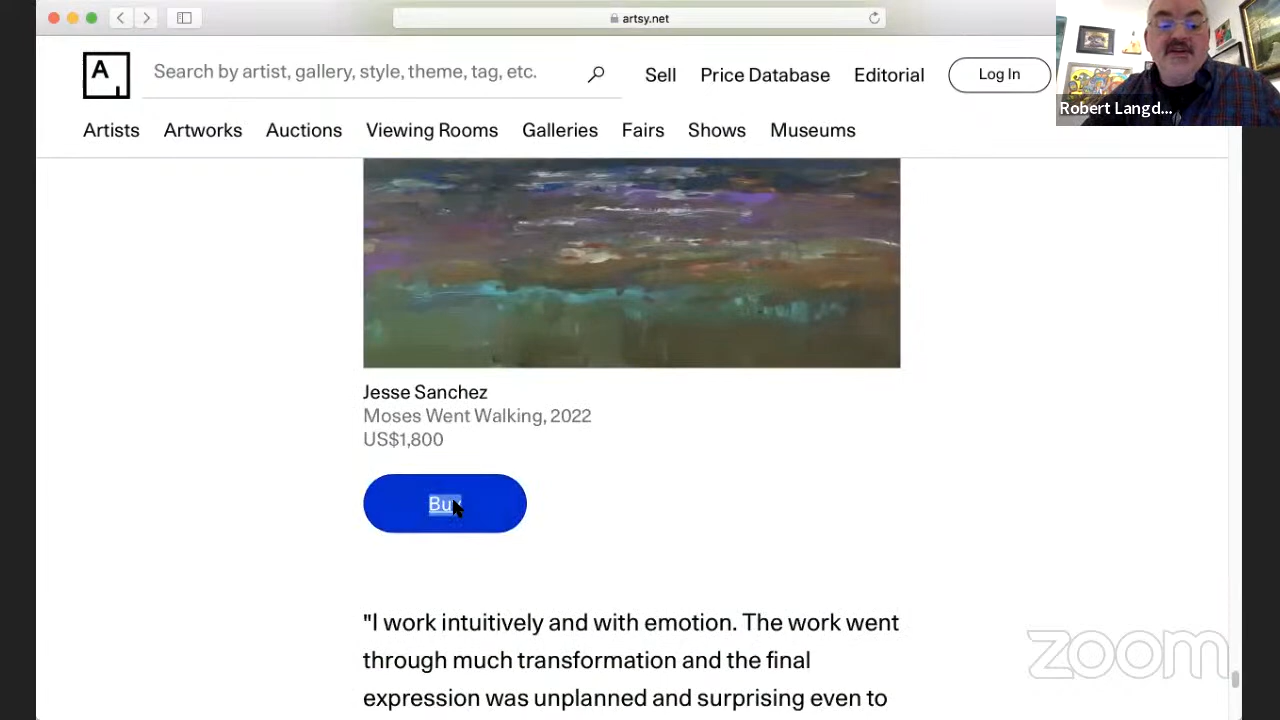 artsy.net
A
Search by artist, gallery, style, theme, tag, etc.
Sell
Price Database
Editorial
Log In
Robert Langd...
Artists
Artworks
Auctions
Viewing Rooms
Galleries
Fairs
Shows
Museums
Jesse Sanchez
Moses Went Walking, 2022
US$1,800
Buy
"I work intuitively and with emotion. The work went
through much transformation and the final
expression was unplanned and surprising even to
zoom